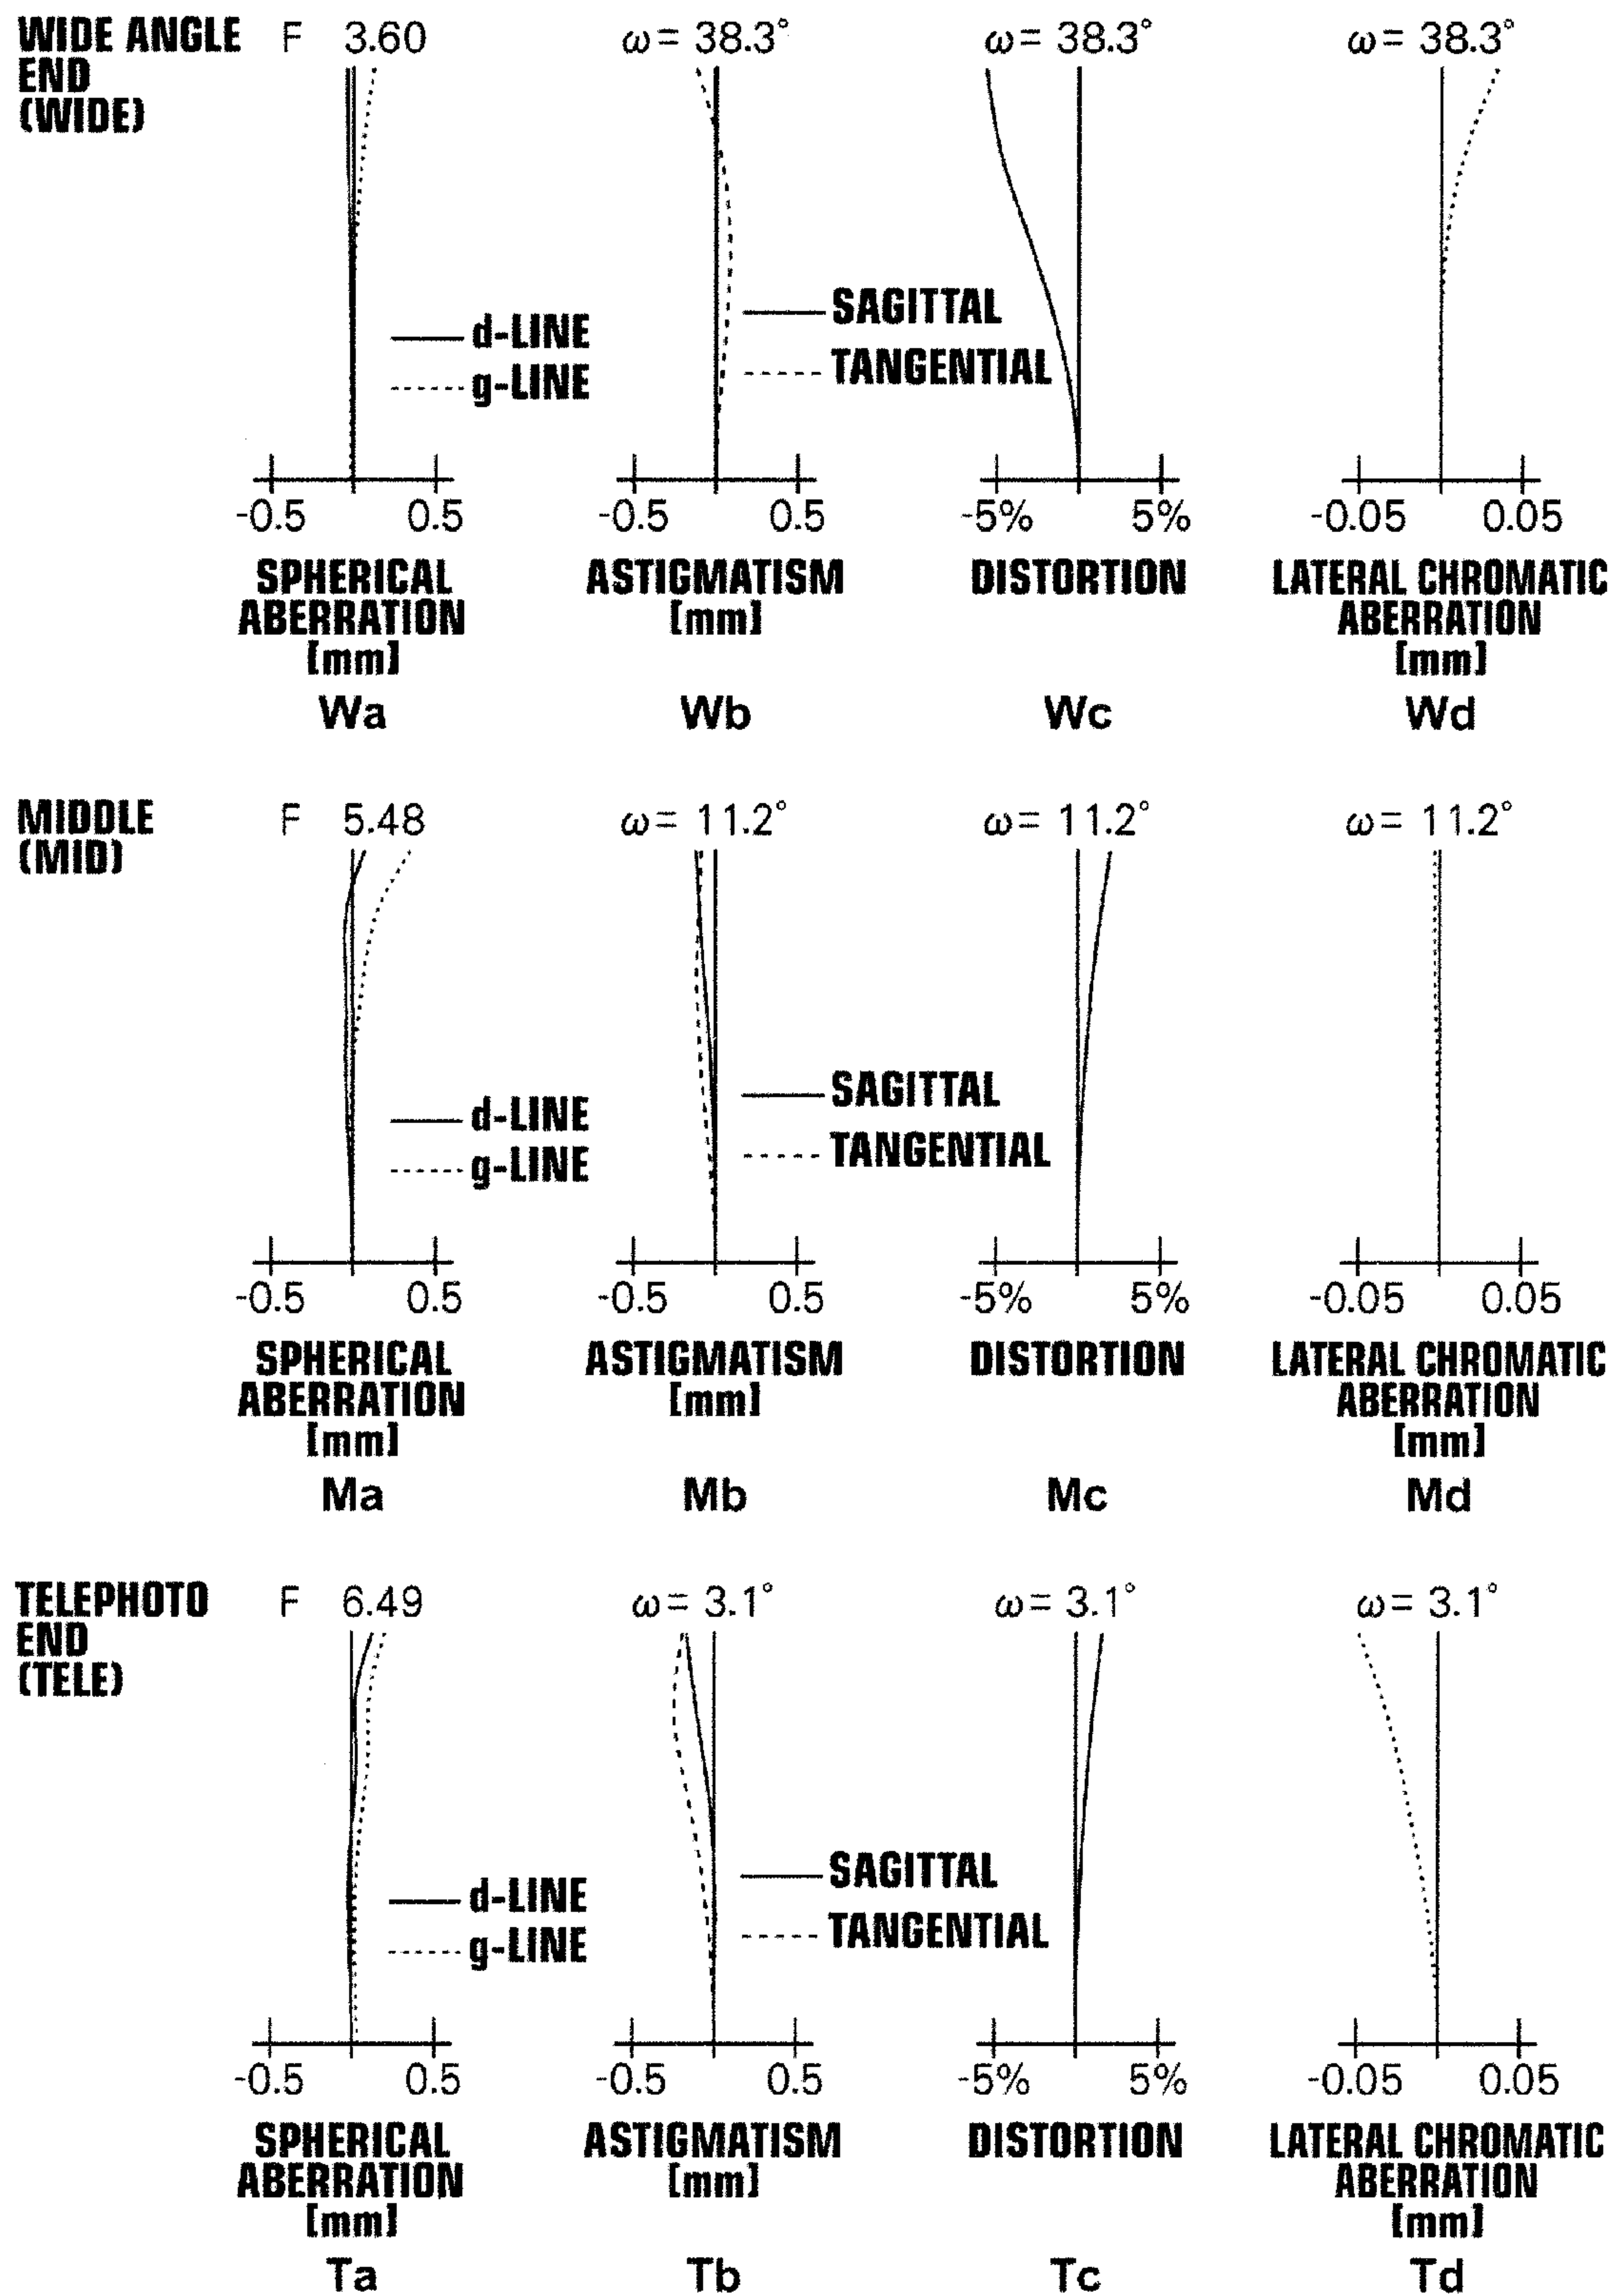 WIDE ANGLE END (WIDE)
F 3.60
ω= 38.3°
ω= 38.3°
ω= 38.3°
d-LINE
g-LINE
SAGITTAL
TANGENTIAL
-0.5 0.5
-0.5 0.5
-5% 5%
-0.05 0.05
SPHERICAL
ABERRATION
[mm]
ASTIGMATISM
[mm]
DISTORTION
LATERAL CHROMATIC
ABERRATION
[mm]
Wa
Wb
Wc
Wd
MIDDLE
(MID)
F 5.48
ω= 11.2°
ω= 11.2°
ω= 11.2°
d-LINE
g-LINE
SAGITTAL
TANGENTIAL
-0.5 0.5
-0.5 0.5
-5% 5%
-0.05 0.05
SPHERICAL
ABERRATION
[mm]
ASTIGMATISM
[mm]
DISTORTION
LATERAL CHROMATIC
ABERRATION
[mm]
Ma
Mb
Mc
Md
TELEPHOTO
END
(TELE)
F 6.49
ω= 3.1°
ω= 3.1°
ω= 3.1°
d-LINE
g-LINE
SAGITTAL
TANGENTIAL
-0.5 0.5
-0.5 0.5
-5% 5%
-0.05 0.05
SPHERICAL
ABERRATION
[mm]
ASTIGMATISM
[mm]
DISTORTION
LATERAL CHROMATIC
ABERRATION
[mm]
Ta
Tb
Tc
Td